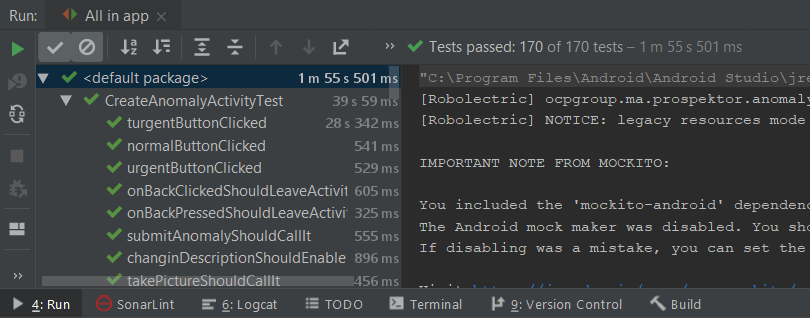 Run: All in app
Tests passed: 170 of 170 tests – 1 m 55 s 501 ms
<default package> 1 m 55 s 501 ms
CreateAnomalyActivityTest 39 s 59 ms
turgentButtonClicked 28 s 342 ms
normalButtonClicked 541 ms
urgentButtonClicked 529 ms
onBackClickedShouldLeaveActivit 605 ms
onBackPressedShouldLeaveActivi 325 ms
submitAnomalyShouldCallIt 555 ms
changinDescriptionShouldEnable 896 ms
takePictureShouldCallIt 456 ms
"C:\Program Files\Android\Android Studio\jre
[Robolectric] ocpgroup.ma.prospektor.anomaly
[Robolectric] NOTICE: legacy resources mode
IMPORTANT NOTE FROM MOCKITO:
You included the 'mockito-android' dependenc
The Android mock maker was disabled. You sho
If disabling was a mistake, you can set the
4: Run SonarLint 6: Logcat TODO Terminal 9: Version Control Build